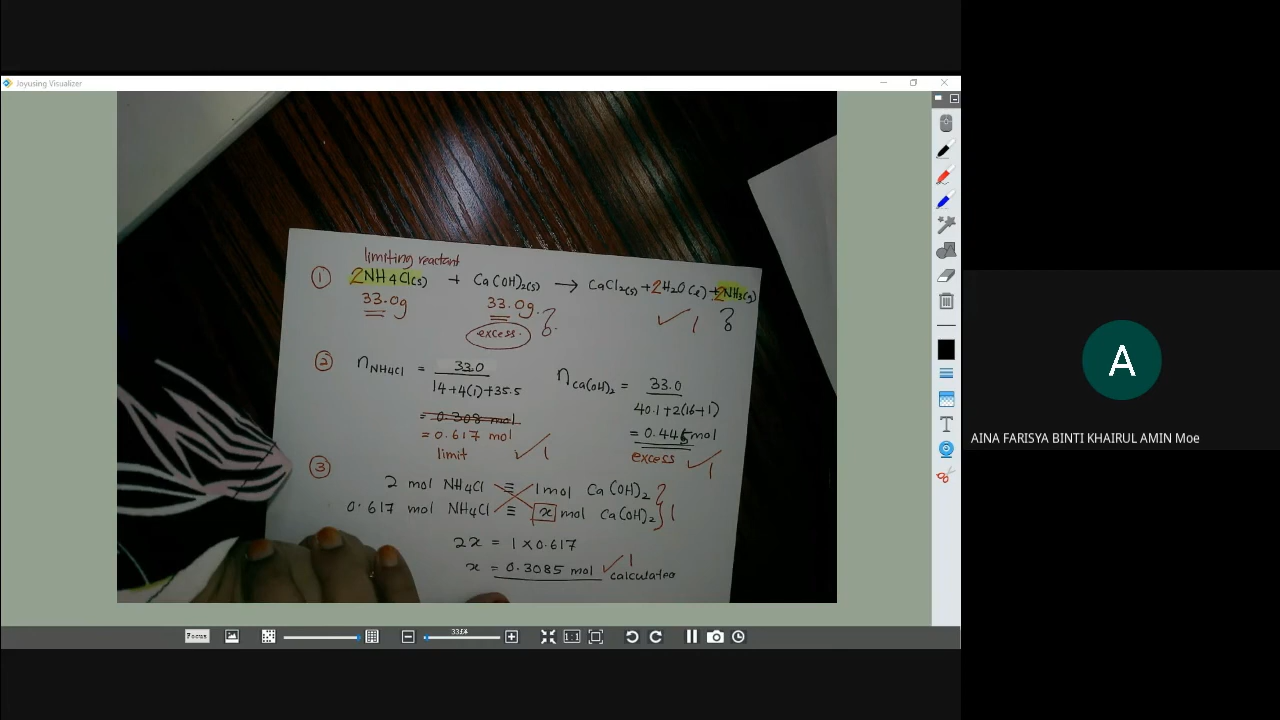 Joyusing Visualizer
limiting reactant
① 2NH4Cl(s) + Ca(OH)2(s) → CaCl2(s) + 2H2O(l) + 2NH3(g)
33.0g 33.0g ? ✓ 1 ?
excess
② nNH4Cl = 33.0 / 14+4(1)+35.5 nCa(OH)2 = 33.0 / 40.1+2(16+1)
= 0.308 mol
= 0.617 mol ✓ 1 = 0.445 mol
limit excess ✓ 1
③ 2 mol NH4Cl ≡ 1 mol Ca(OH)2
0.617 mol NH4Cl ≡ x mol Ca(OH)2 } 1
2x = 1 × 0.617
x = 0.3085 mol ✓ 1 calculated
AINA FARISYA BINTI KHAIRUL AMIN Moe
A
T
Focus
1:1